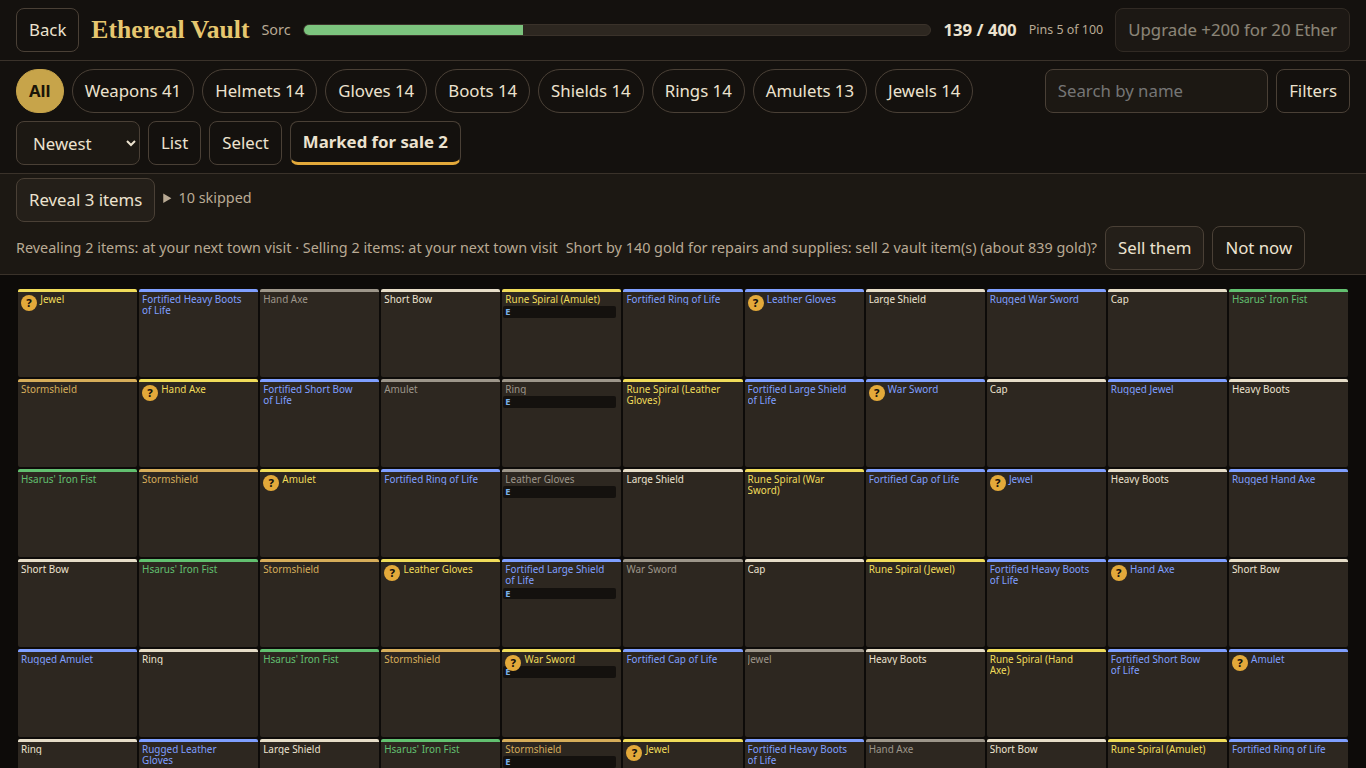 Back Ethereal Vault Sorc 139 / 400 Pins 5 of 100 Upgrade +200 for 20 Ether
All Weapons 41 Helmets 14 Gloves 14 Boots 14 Shields 14 Rings 14 Amulets 13 Jewels 14 Search by name Filters
Newest List Select Marked for sale 2
Reveal 3 items ▶ 10 skipped
Revealing 2 items: at your next town visit · Selling 2 items: at your next town visit Short by 140 gold for repairs and supplies: sell 2 vault item(s) (about 839 gold)? Sell them Not now
? Jewel
Fortified Heavy Boots
of Life
Hand Axe
Short Bow
Rune Spiral (Amulet)
E
Fortified Ring of Life
? Leather Gloves
Large Shield
Rugged War Sword
Cap
Hsarus' Iron Fist
Stormshield
? Hand Axe
Fortified Short Bow
of Life
Amulet
Ring
E
Rune Spiral (Leather
Gloves)
Fortified Large Shield
of Life
? War Sword
Cap
Rugged Jewel
Heavy Boots
Hsarus' Iron Fist
Stormshield
? Amulet
Fortified Ring of Life
Leather Gloves
E
Large Shield
Rune Spiral (War
Sword)
Fortified Cap of Life
? Jewel
Heavy Boots
Rugged Hand Axe
Short Bow
Hsarus' Iron Fist
Stormshield
? Leather Gloves
Fortified Large Shield
of Life
E
War Sword
Cap
Rune Spiral (Jewel)
Fortified Heavy Boots
of Life
? Hand Axe
Short Bow
Rugged Amulet
Ring
Hsarus' Iron Fist
Stormshield
? War Sword
E
Fortified Cap of Life
Jewel
Heavy Boots
Rune Spiral (Hand
Axe)
Fortified Short Bow
of Life
? Amulet
Ring
Rugged Leather
Gloves
Large Shield
Hsarus' Iron Fist
Stormshield
E
? Jewel
Fortified Heavy Boots
of Life
Hand Axe
Short Bow
Rune Spiral (Amulet)
Fortified Ring of Life